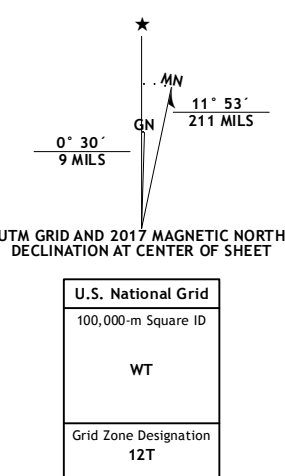 ★
MN
GN
11° 53´
211 MILS
0° 30´
9 MILS
UTM GRID AND 2017 MAGNETIC NORTH
DECLINATION AT CENTER OF SHEET
U.S. National Grid
100,000-m Square ID
WT
Grid Zone Designation
12T